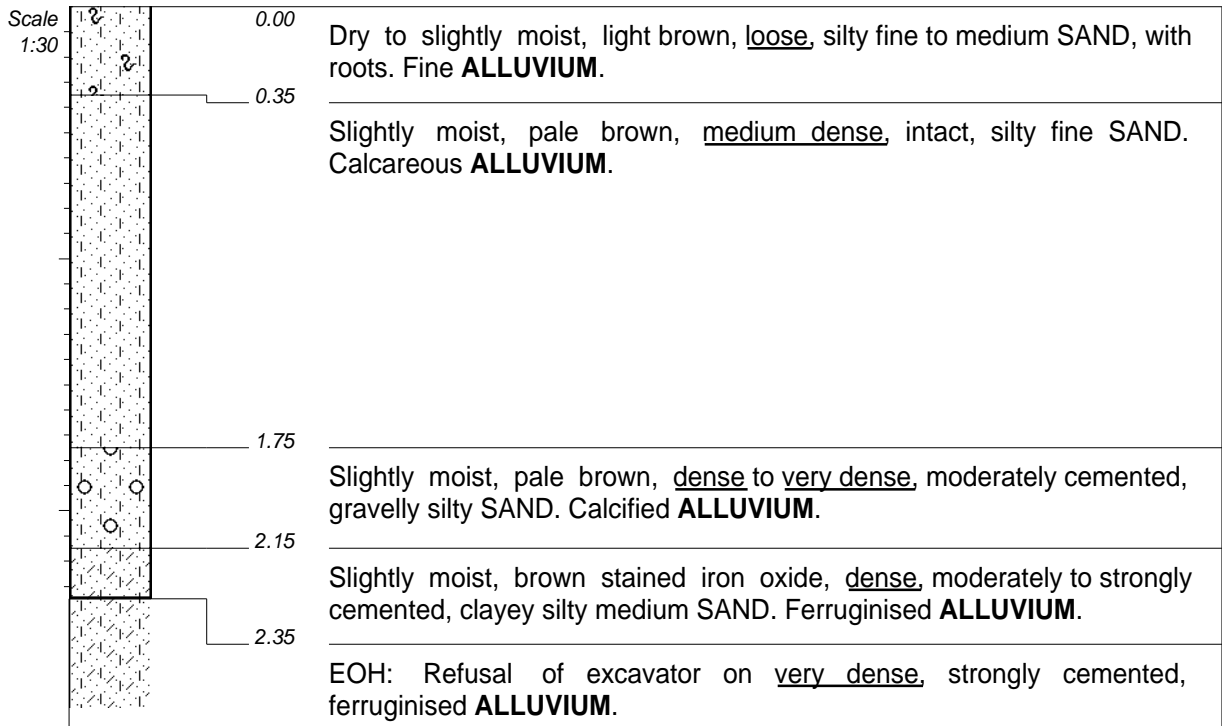 Scale
1:30
0.00
Dry to slightly moist, light brown, loose, silty fine to medium SAND, with
roots. Fine ALLUVIUM.
0.35
Slightly moist, pale brown, medium dense, intact, silty fine SAND.
Calcareous ALLUVIUM.
1.75
Slightly moist, pale brown, dense to very dense, moderately cemented,
gravelly silty SAND. Calcified ALLUVIUM.
2.15
Slightly moist, brown stained iron oxide, dense, moderately to strongly
cemented, clayey silty medium SAND. Ferruginised ALLUVIUM.
2.35
EOH: Refusal of excavator on very dense, strongly cemented,
ferruginised ALLUVIUM.